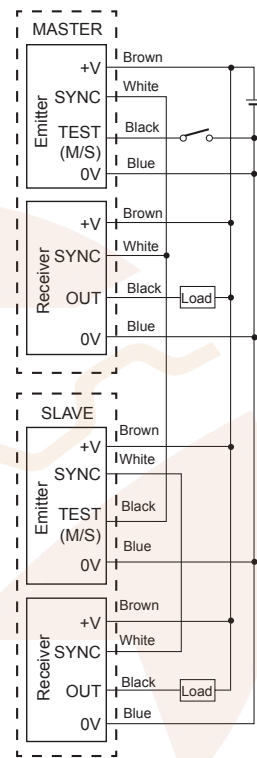 MASTER
Emitter
+V Brown
SYNC White
TEST Black
(M/S)
0V Blue
Receiver
+V Brown
SYNC White
OUT Black Load
0V Blue
SLAVE
Emitter
+V Brown
SYNC White
TEST Black
(M/S)
0V Blue
Receiver
+V Brown
SYNC White
OUT Black Load
0V Blue